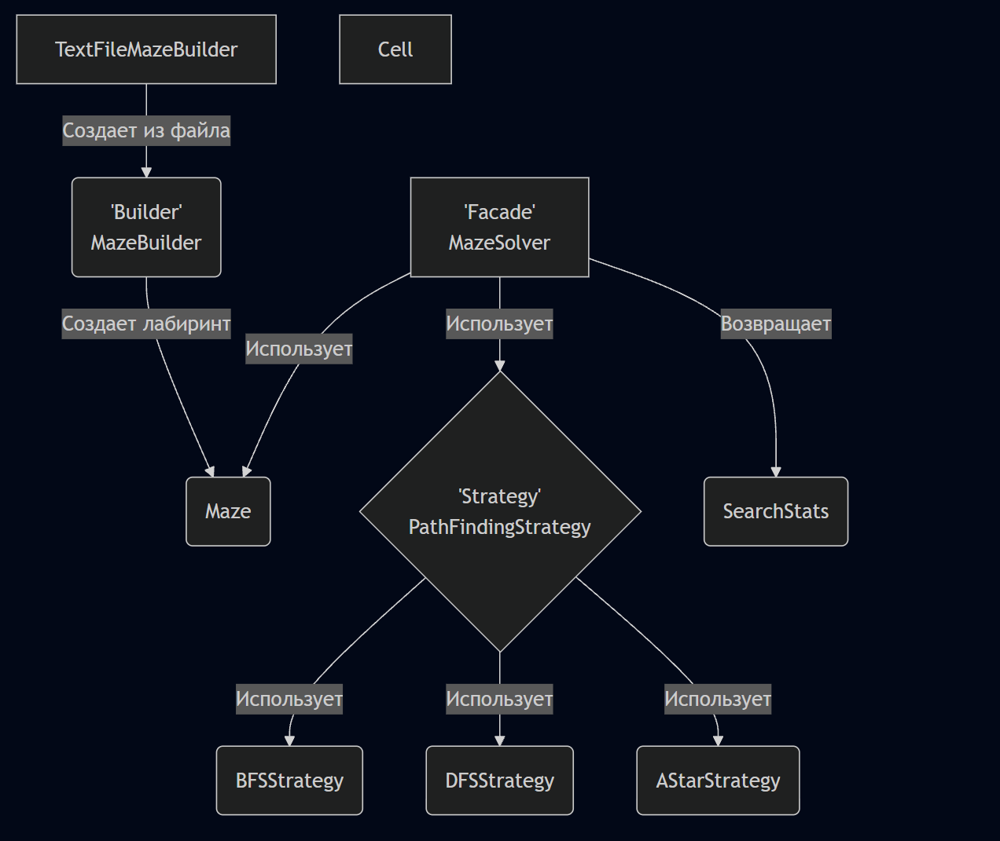 TextFileMazeBuilder
Cell
Создает из файла
'Builder'
MazeBuilder
'Facade'
MazeSolver
Создает лабиринт
Использует
Использует
Возвращает
Maze
'Strategy'
PathFindingStrategy
SearchStats
Использует
Использует
Использует
BFSStrategy
DFSStrategy
AStarStrategy